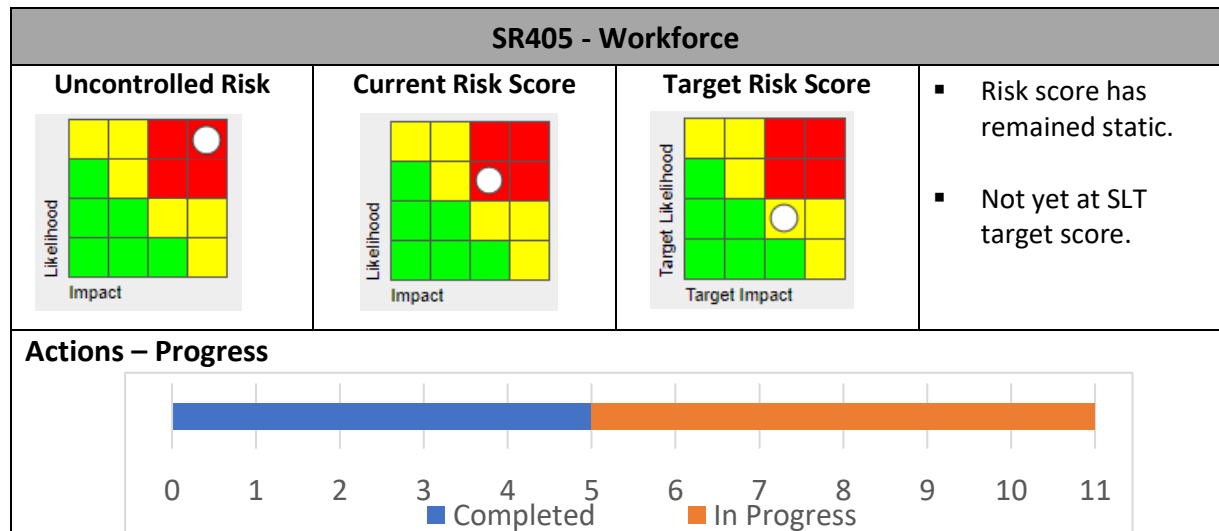 SR405 - Workforce
Uncontrolled Risk
Likelihood
Impact
Current Risk Score
Likelihood
Impact
Target Risk Score
Target Likelihood
Target Impact
▪ Risk score has
remained static.
▪ Not yet at SLT
target score.
Actions – Progress
0 1 2 3 4 5 6 7 8 9 10 11
Completed In Progress